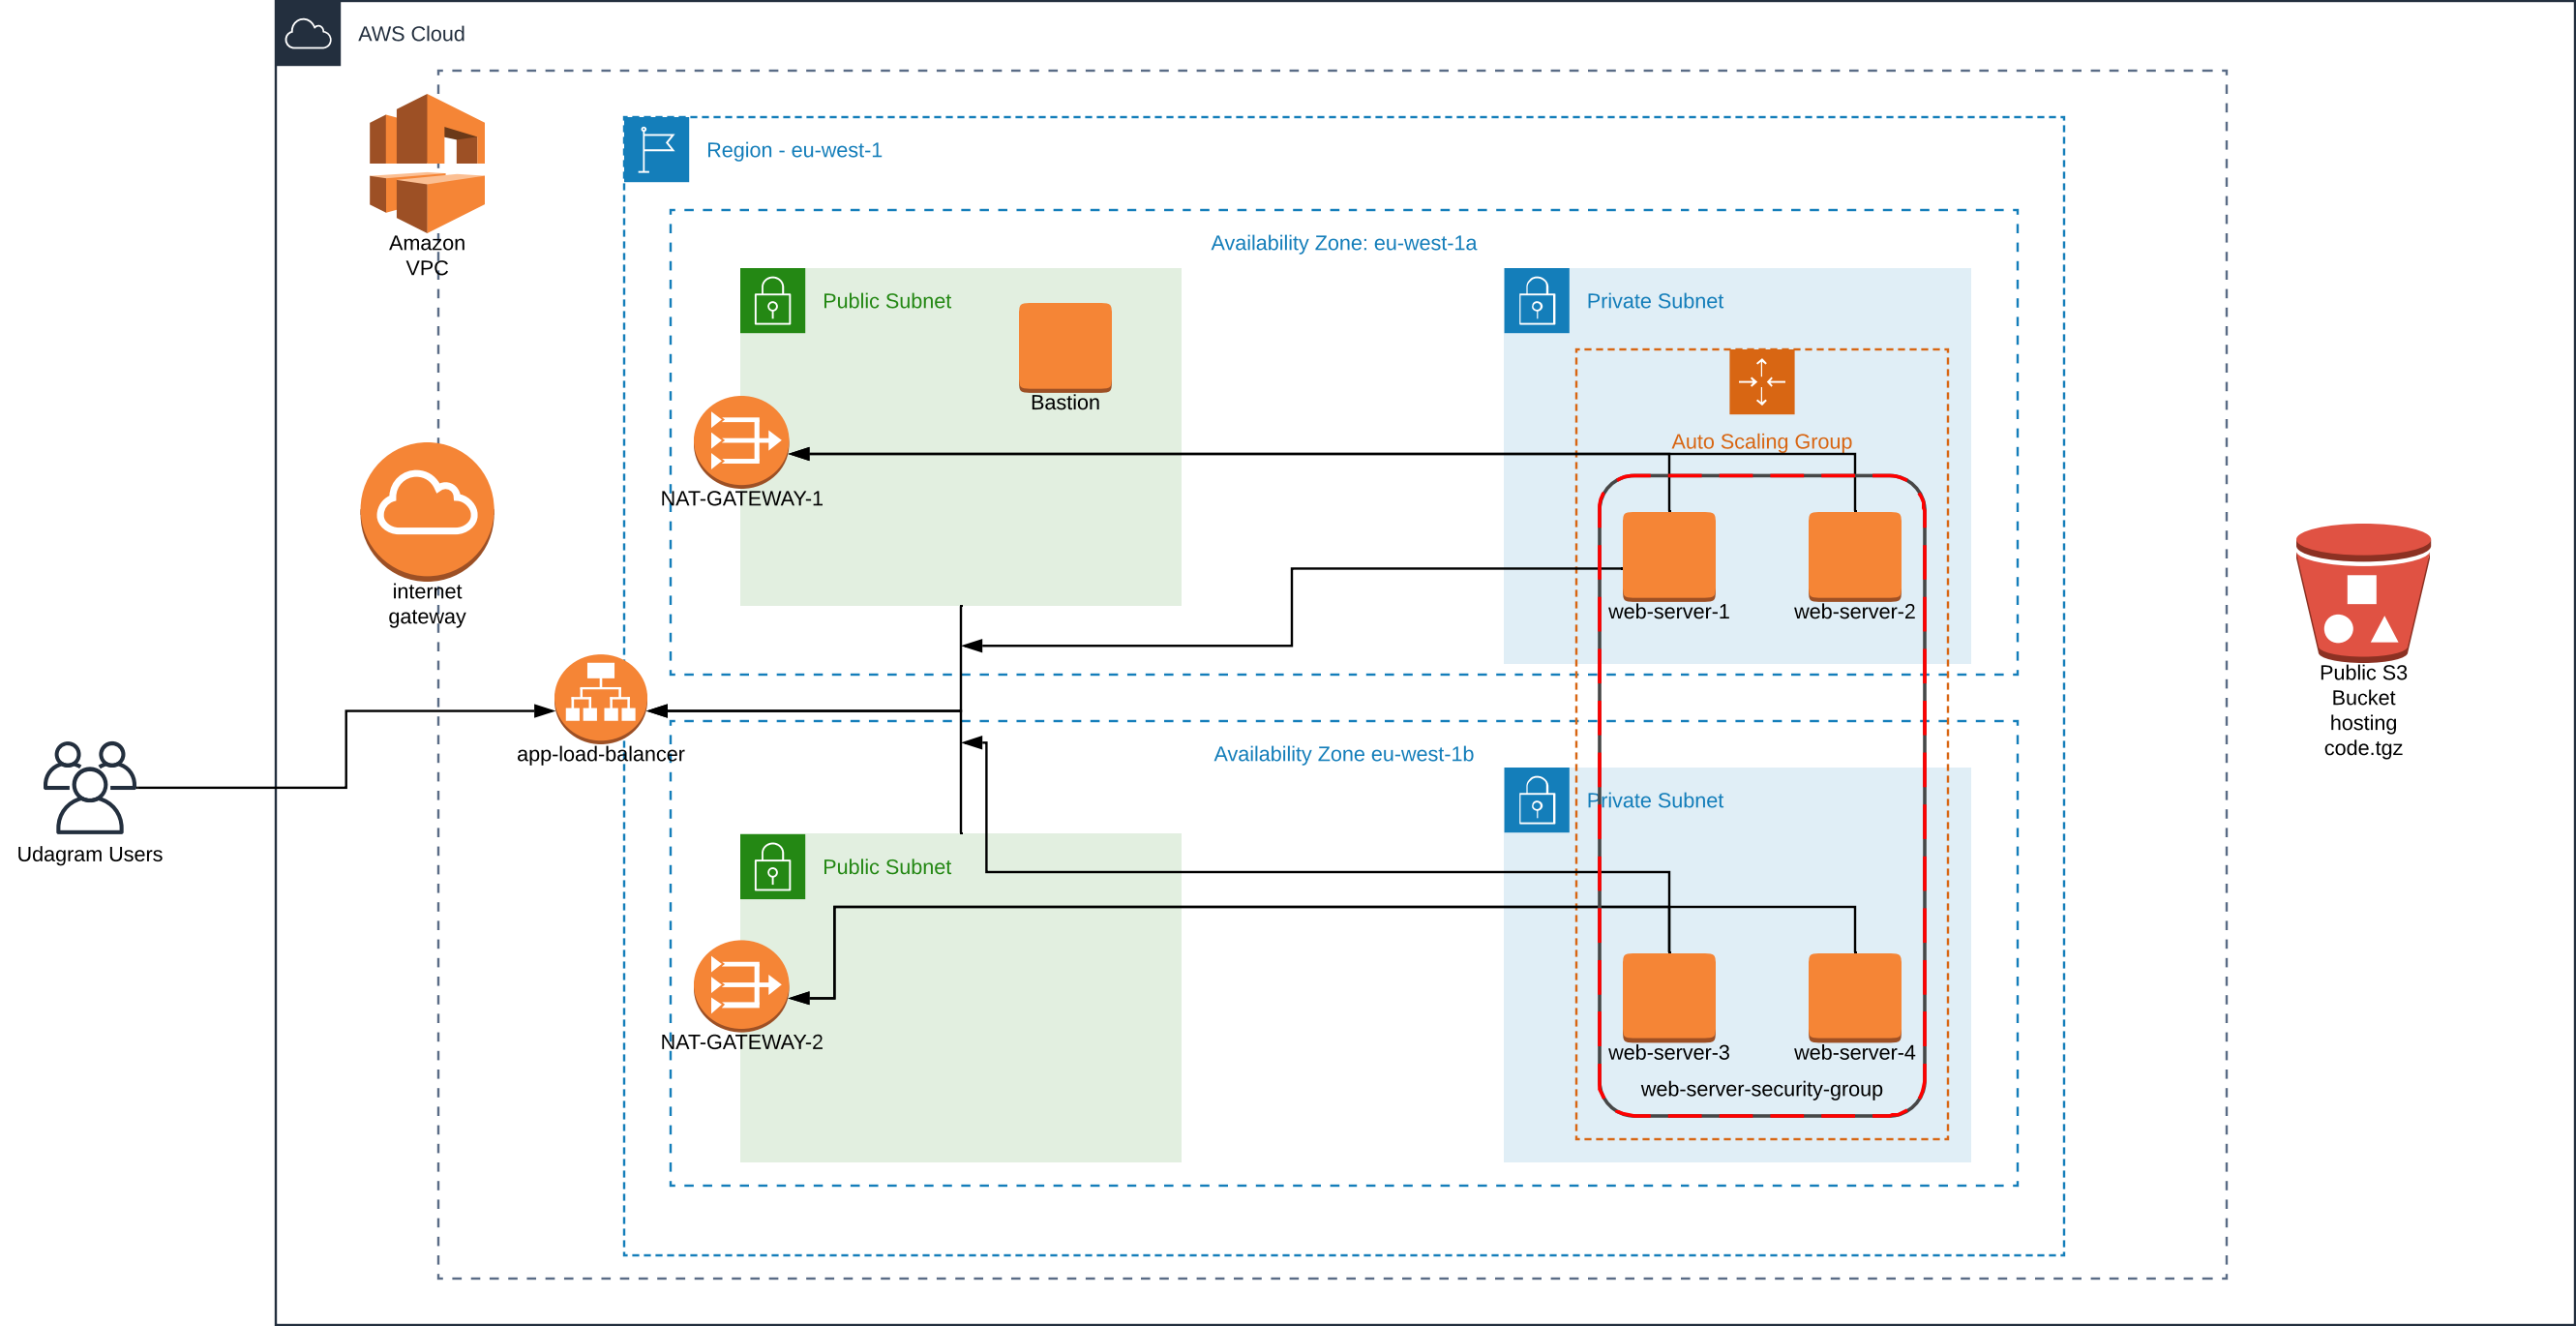 AWS Cloud
Amazon
VPC
Region - eu-west-1
Availability Zone: eu-west-1a
Public Subnet
Bastion
NAT-GATEWAY-1
Private Subnet
Auto Scaling Group
web-server-1
web-server-2
internet
gateway
app-load-balancer
Udagram Users
Availability Zone eu-west-1b
Public Subnet
NAT-GATEWAY-2
Private Subnet
web-server-3
web-server-4
web-server-security-group
Public S3
Bucket
hosting
code.tgz